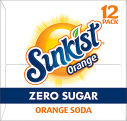 12
PACK
Sunkist
Orange
ZERO SUGAR
ORANGE SODA